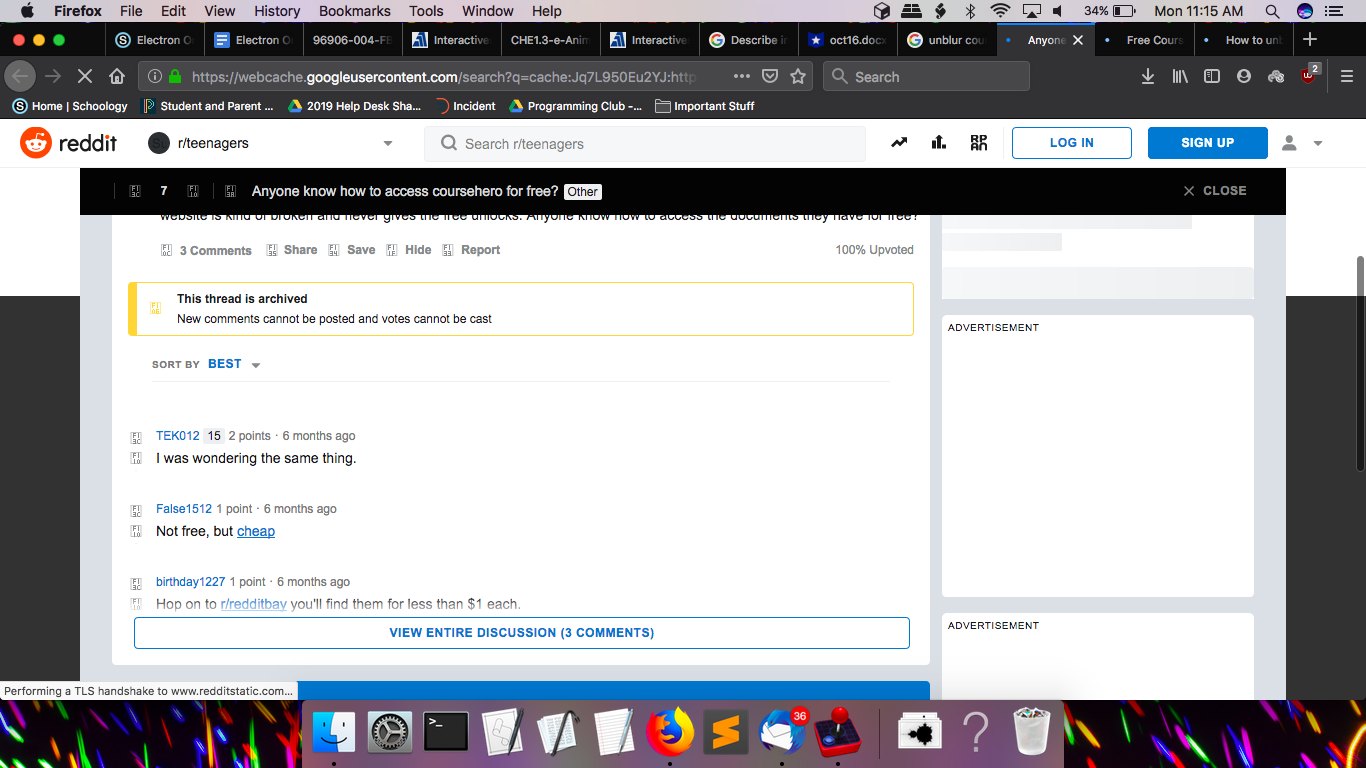 Firefox File Edit View History Bookmarks Tools Window Help 34% Mon 11:15 AM
Electron O Electron O 96906-004-FE Interactive CHE1.3-e-Anim Interactive Describe in oct16.docx unblur cou Anyone Free Cours How to unb
https://webcache.googleusercontent.com/search?q=cache:Jq7L950Eu2YJ:http Search 2
Home | Schoology Student and Parent ... 2019 Help Desk Sha... Incident Programming Club -... Important Stuff
reddit r/teenagers Search r/teenagers LOG IN SIGN UP
7 Anyone know how to access coursehero for free? Other CLOSE
website is kind of broken and never gives the free unlocks. Anyone know how to access the documents they have for free?
3 Comments Share Save Hide Report 100% Upvoted
This thread is archived
New comments cannot be posted and votes cannot be cast
SORT BY BEST
TEK012 15 2 points · 6 months ago
I was wondering the same thing.
False1512 1 point · 6 months ago
Not free, but cheap
birthday1227 1 point · 6 months ago
Hop on to r/redditbay you'll find them for less than $1 each.
VIEW ENTIRE DISCUSSION (3 COMMENTS)
ADVERTISEMENT
ADVERTISEMENT
Performing a TLS handshake to www.redditstatic.com...
36